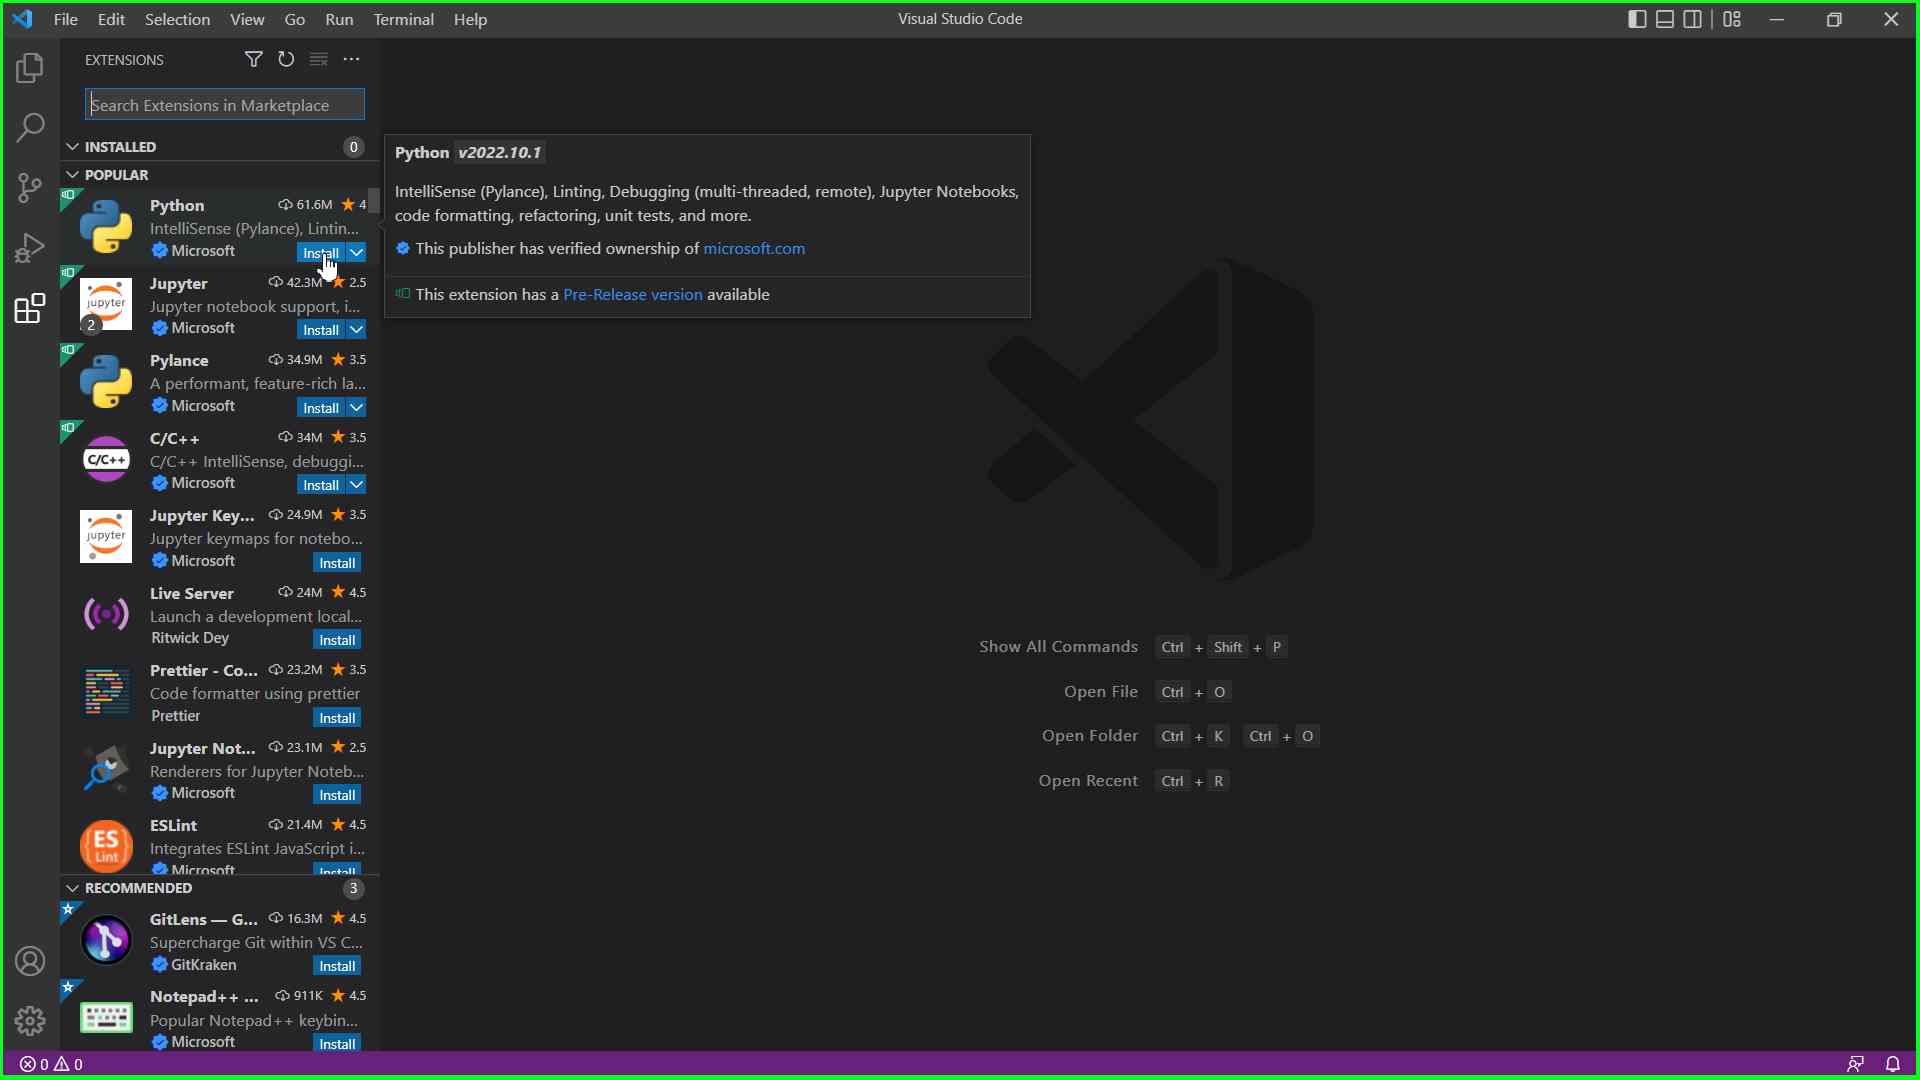 File Edit Selection View Go Run Terminal Help
Visual Studio Code
EXTENSIONS
Search Extensions in Marketplace
INSTALLED 0
POPULAR
Python 61.6M 4
IntelliSense (Pylance), Lintin...
Microsoft Install
Jupyter 42.3M 2.5
Jupyter notebook support, i...
Microsoft Install
jupyter
2
Pylance 34.9M 3.5
A performant, feature-rich la...
Microsoft Install
C/C++ 34M 3.5
C/C++ IntelliSense, debuggi...
Microsoft Install
C/C++
Jupyter Key... 24.9M 3.5
Jupyter keymaps for notebo...
Microsoft Install
jupyter
Live Server 24M 4.5
Launch a development local...
Ritwick Dey Install
Prettier - Co... 23.2M 3.5
Code formatter using prettier
Prettier Install
Jupyter Not... 23.1M 2.5
Renderers for Jupyter Noteb...
Microsoft Install
ESLint 21.4M 4.5
Integrates ESLint JavaScript i...
Microsoft Install
ES
Lint
RECOMMENDED 3
GitLens — G... 16.3M 4.5
Supercharge Git within VS C...
GitKraken Install
Notepad++ ... 911K 4.5
Popular Notepad++ keybin...
Microsoft Install
Python v2022.10.1
IntelliSense (Pylance), Linting, Debugging (multi-threaded, remote), Jupyter Notebooks,
code formatting, refactoring, unit tests, and more.
This publisher has verified ownership of microsoft.com
This extension has a Pre-Release version available
Show All Commands Ctrl + Shift + P
Open File Ctrl + O
Open Folder Ctrl + K Ctrl + O
Open Recent Ctrl + R
0 0